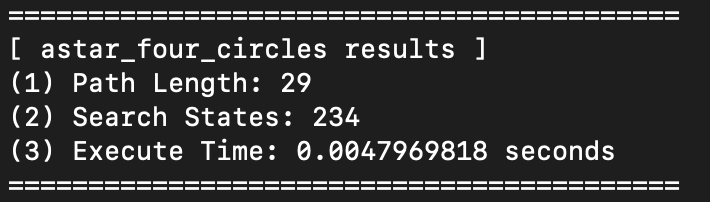 ===========================================
[ astar_four_circles results ]
(1) Path Length: 29
(2) Search States: 234
(3) Execute Time: 0.0047969818 seconds
===========================================